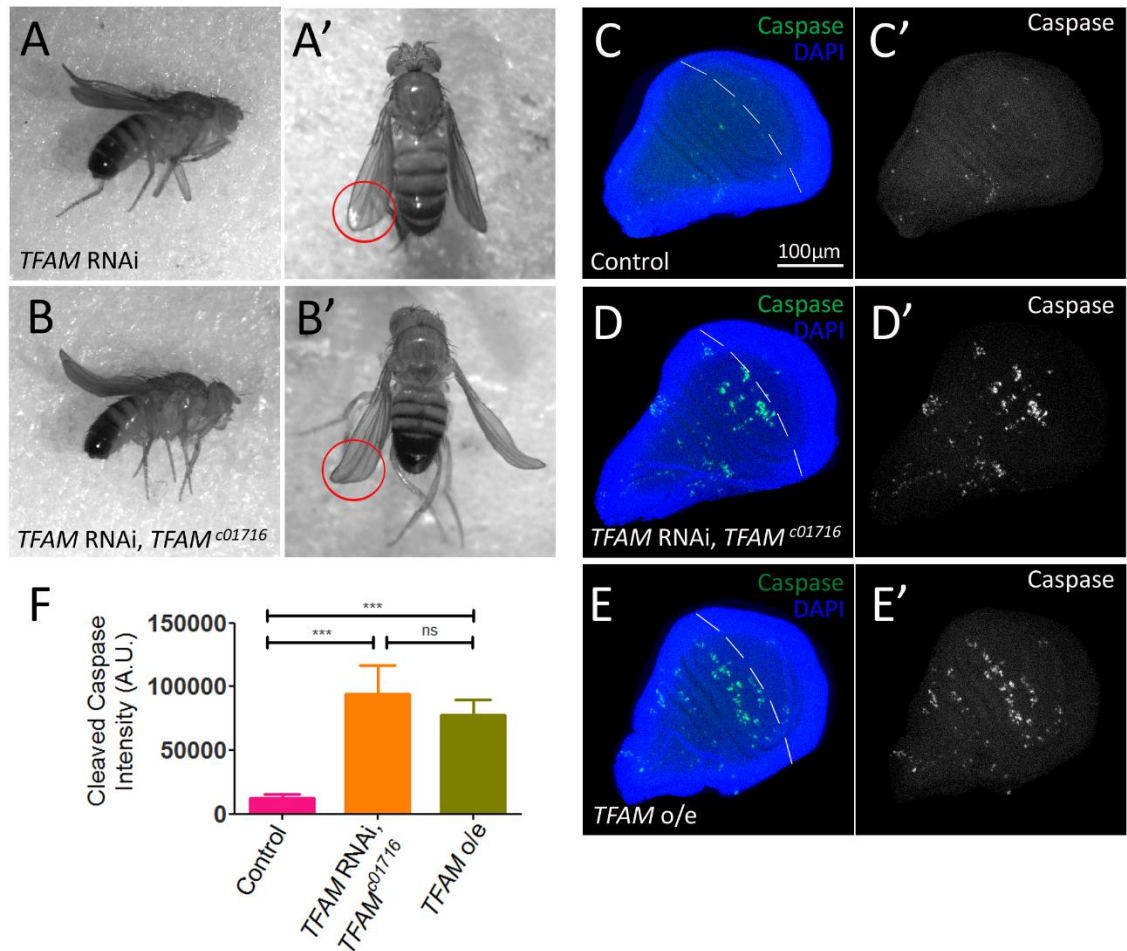 A
TFAM RNAi
A'
B
TFAM RNAi, TFAM c01716
B'
C
Caspase
DAPI
Control
100µm
C'
Caspase
D
Caspase
DAPI
TFAM RNAi, TFAM c01716
D'
Caspase
E
Caspase
DAPI
TFAM o/e
E'
Caspase
F
***
***
ns
Cleaved Caspase
Intensity (A.U.)
150000
100000
50000
0
Control
TFAM RNAi,
TFAM c01716
TFAM o/e